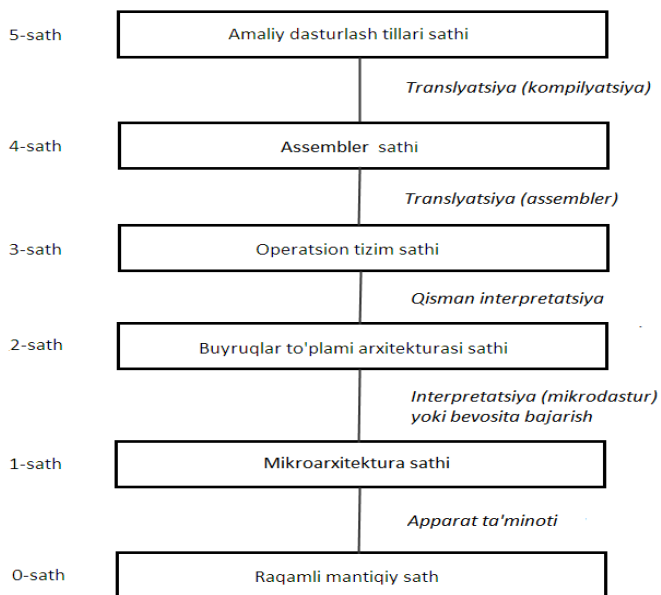 5-sath
Amaliy dasturlash tillari sathi
Translyatsiya (kompilyatsiya)
4-sath
Assembler sathi
Translyatsiya (assembler)
3-sath
Operatsion tizim sathi
Qisman interpretatsiya
2-sath
Buyruqlar to'plami arxitekturasi sathi
Interpretatsiya (mikrodastur)
yoki bevosita bajarish
1-sath
Mikroarxitektura sathi
Apparat ta'minoti
0-sath
Raqamli mantiqiy sath